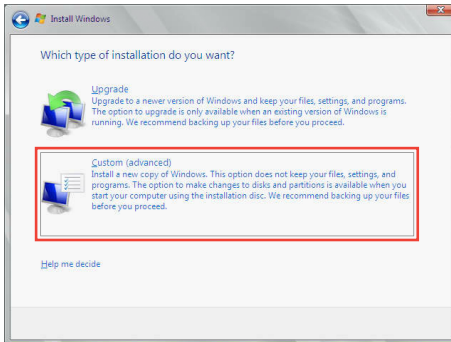 Install Windows
Which type of installation do you want?
Upgrade
Upgrade to a newer version of Windows and keep your files, settings, and programs.
The option to upgrade is only available when an existing version of Windows is
running. We recommend backing up your files before you proceed.
Custom (advanced)
Install a new copy of Windows. This option does not keep your files, settings, and
programs. The option to make changes to disks and partitions is available when you
start your computer using the installation disc. We recommend backing up your files
before you proceed.
Help me decide